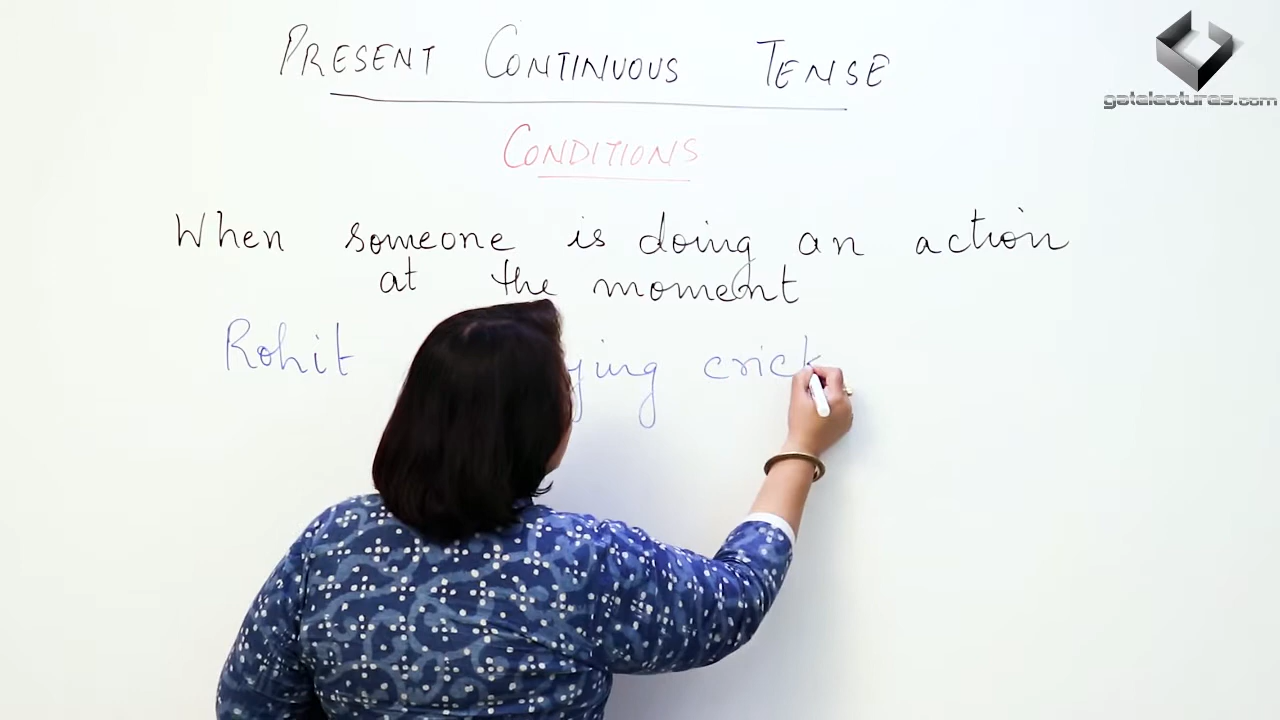 PRESENT CONTINUOUS TENSE
gatelectures.com
CONDITIONS
When someone is doing an action
at the moment
Rohit